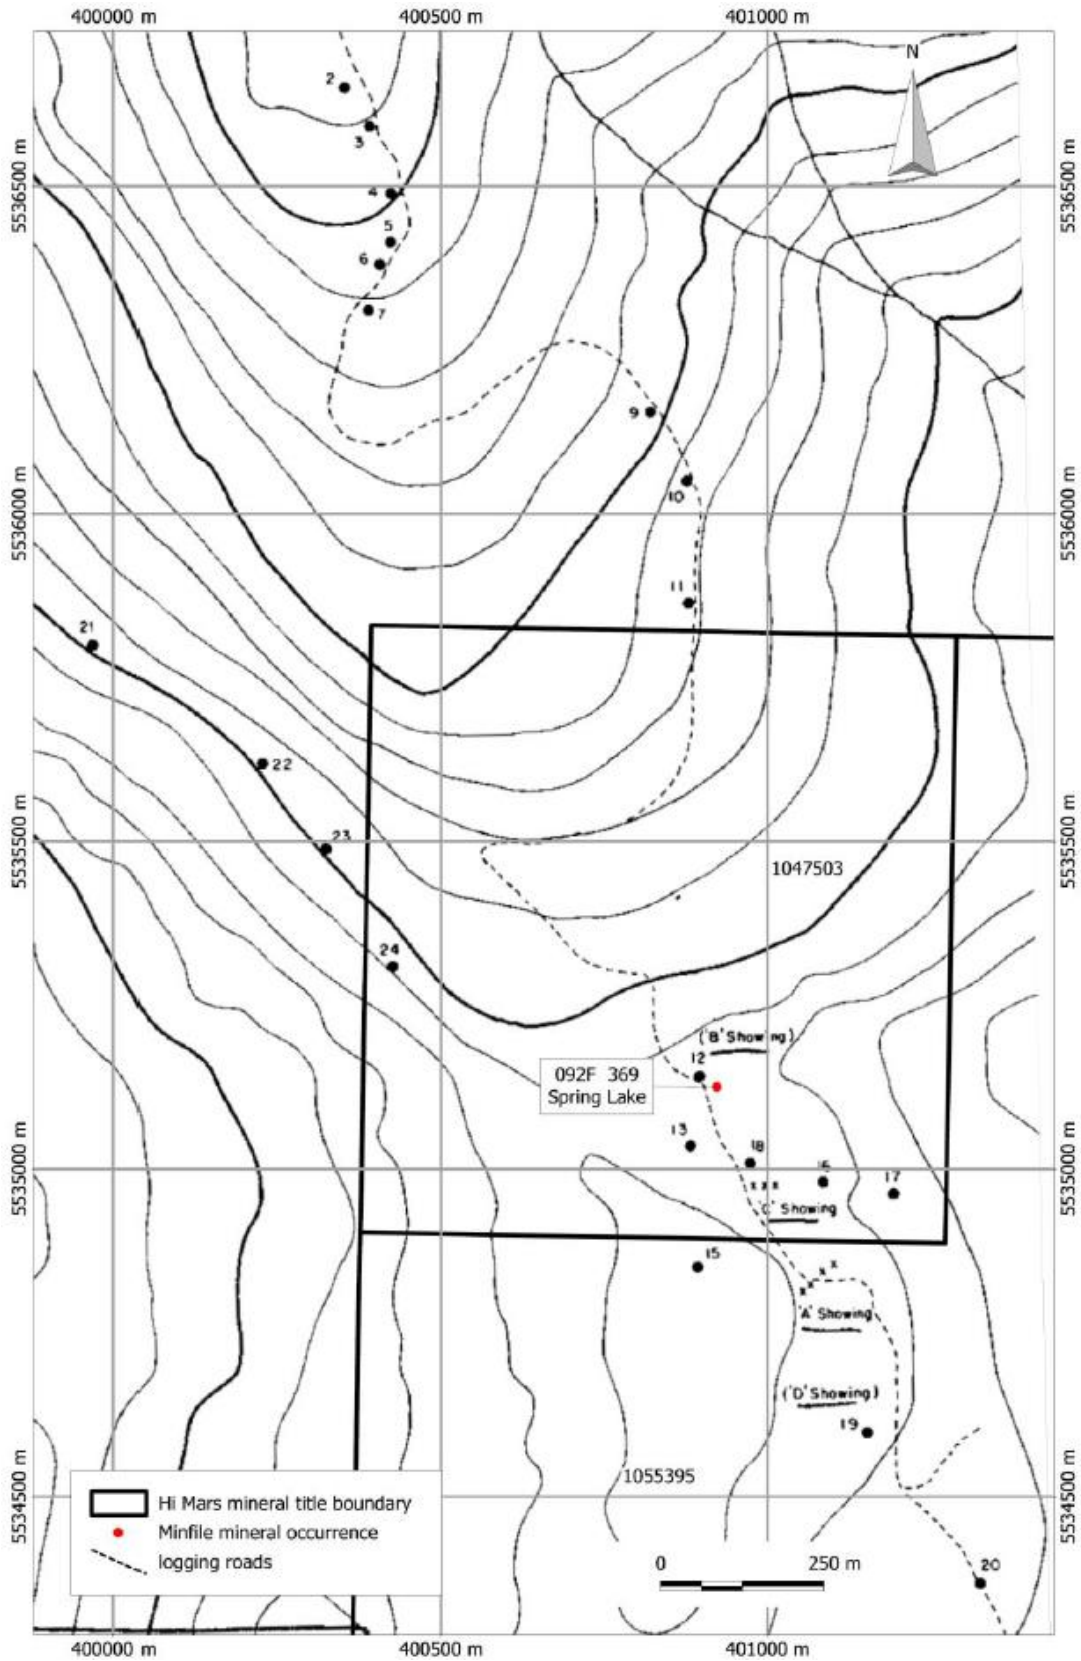 400000 m 400500 m 401000 m
N
2
3
5536500 m 5536500 m
4
5
6
7
9
5536000 m 5536000 m
10
11
21
22
23
5535500 m 5535500 m
1047503
24
('B' Showing)
12
092F 369
Spring Lake
13
18
5535000 m 5535000 m
16
17
x x x
'C' Showing
15
x x x x
'A' Showing
('D' Showing)
19
1055395
5534500 m 5534500 m
Hi Mars mineral title boundary
Minfile mineral occurrence
logging roads
0 250 m
20
400000 m 400500 m 401000 m